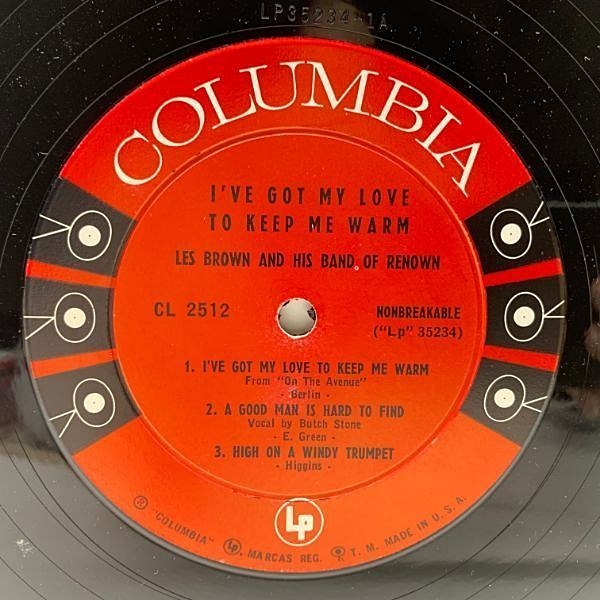 LP35234-1A
COLUMBIA
I'VE GOT MY LOVE
TO KEEP ME WARM
LES BROWN AND HIS BAND OF RENOWN
CL 2512
NONBREAKABLE
("Lp" 35234)
1. I'VE GOT MY LOVE TO KEEP ME WARM
From "On The Avenue"
- Berlin -
2. A GOOD MAN IS HARD TO FIND
Vocal by Butch Stone
- E. Green -
3. HIGH ON A WINDY TRUMPET
- Higgins -
Lp
® "COLUMBIA" Lp. MARCAS REG. T. M. MADE IN U. S. A.